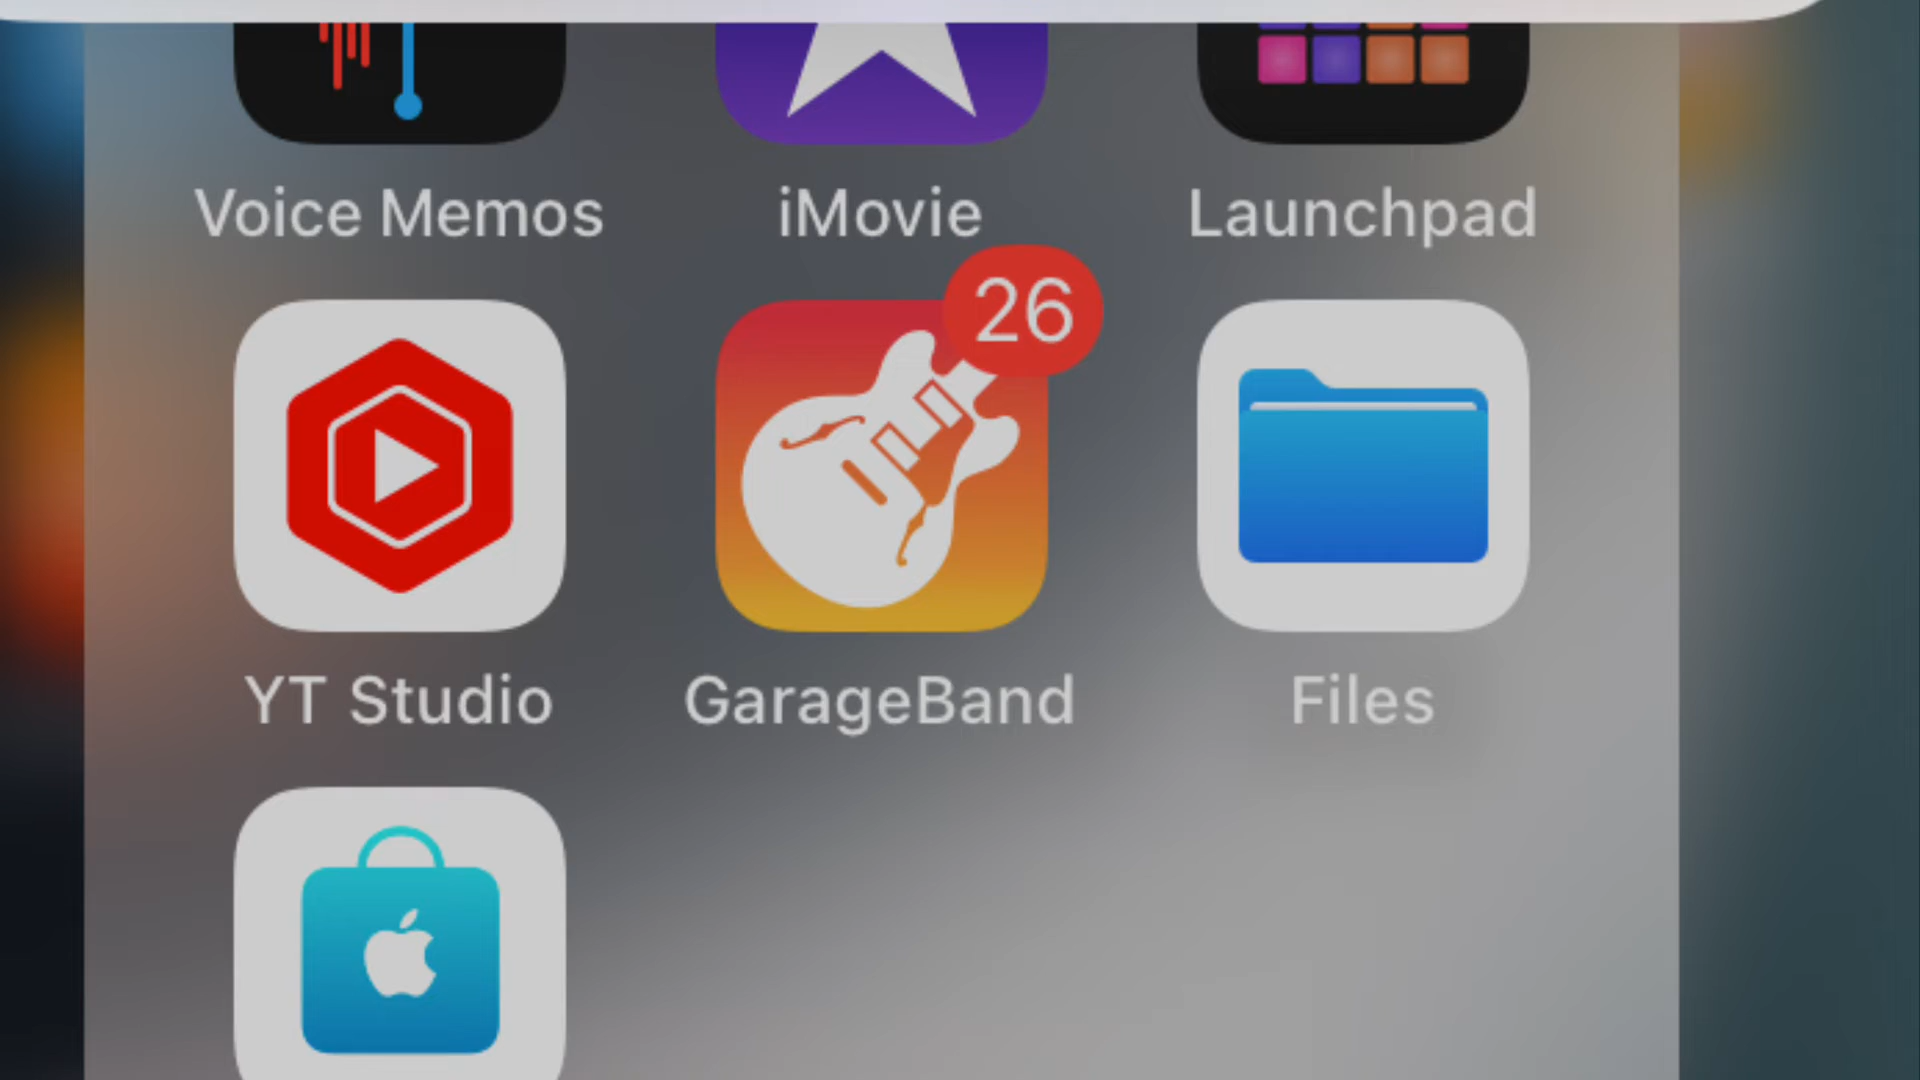 Voice Memos
iMovie
Launchpad
26
YT Studio
GarageBand
Files